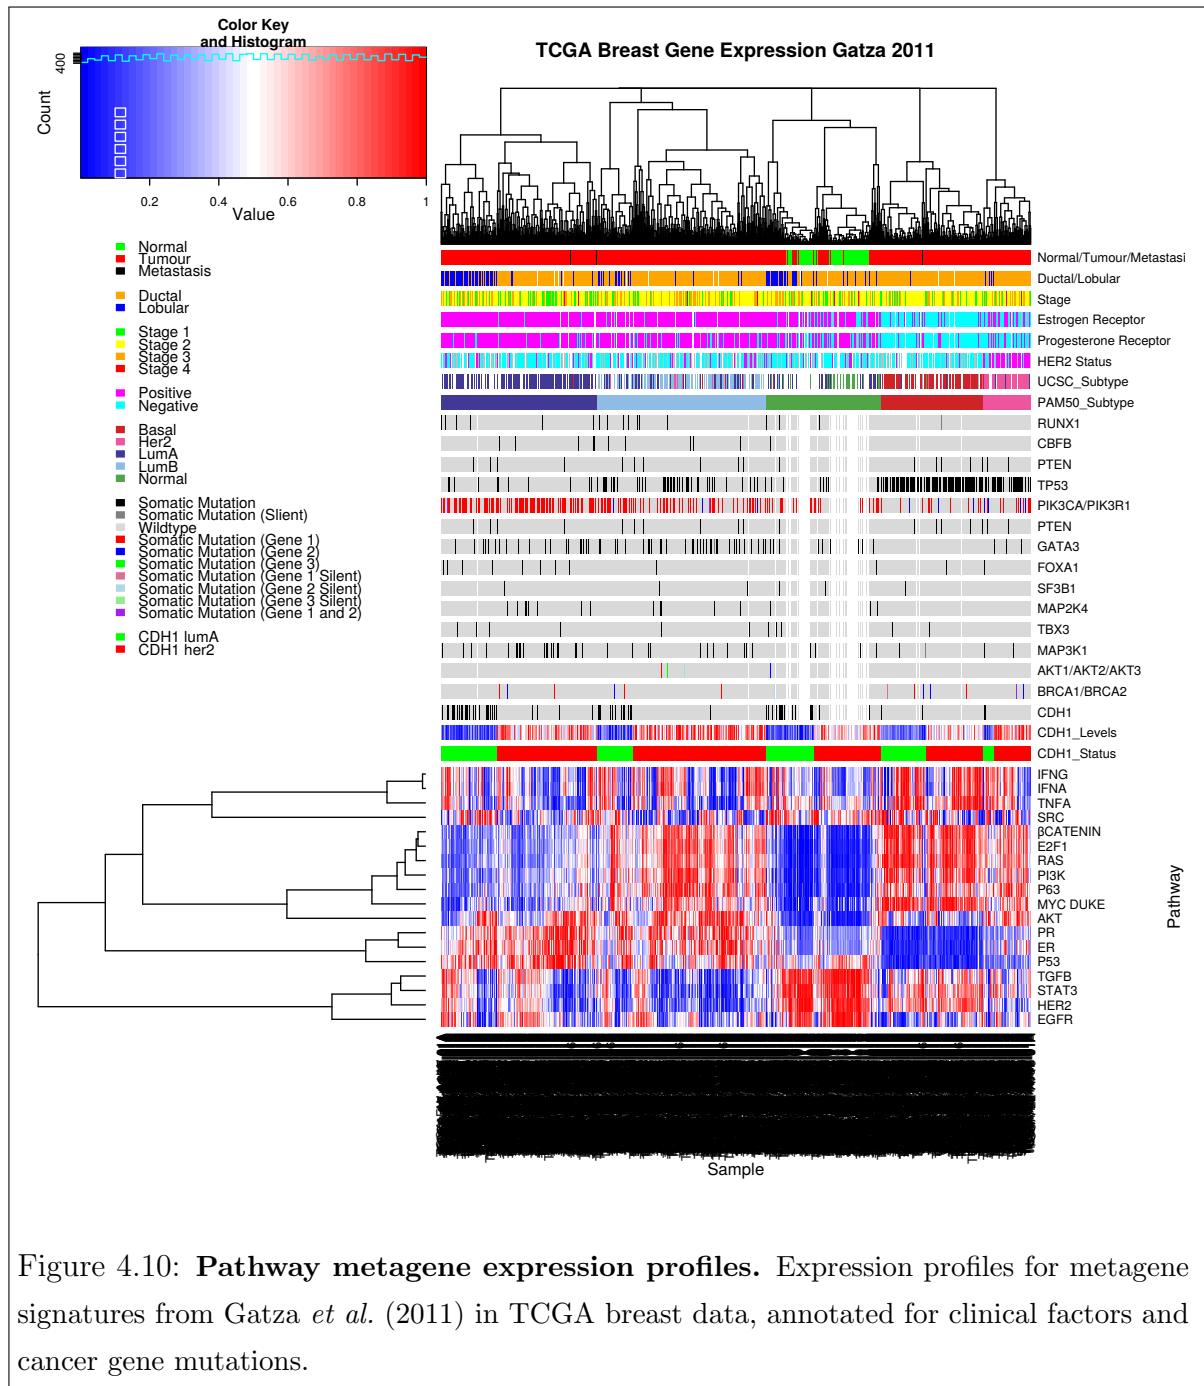 Color Key
and Histogram
400
Count
0.2
0.4
0.6
0.8
1
Value
TCGA Breast Gene Expression Gatza 2011
Normal
Tumour
Metastasis
Ductal
Lobular
Stage 1
Stage 2
Stage 3
Stage 4
Positive
Negative
Basal
Her2
LumA
LumB
Normal
Somatic Mutation
Somatic Mutation (Slient)
Wildtype
Somatic Mutation (Gene 1)
Somatic Mutation (Gene 2)
Somatic Mutation (Gene 3)
Somatic Mutation (Gene 1 Silent)
Somatic Mutation (Gene 2 Silent)
Somatic Mutation (Gene 3 Silent)
Somatic Mutation (Gene 1 and 2)
CDH1 lumA
CDH1 her2
Normal/Tumour/Metastasi
Ductal/Lobular
Stage
Estrogen Receptor
Progesterone Receptor
HER2 Status
UCSC_Subtype
PAM50_Subtype
RUNX1
CBFB
PTEN
TP53
PIK3CA/PIK3R1
PTEN
GATA3
FOXA1
SF3B1
MAP2K4
TBX3
MAP3K1
AKT1/AKT2/AKT3
BRCA1/BRCA2
CDH1
CDH1_Levels
CDH1_Status
IFNG
IFNA
TNFA
SRC
βCATENIN
E2F1
RAS
PI3K
P63
MYC DUKE
AKT
PR
ER
P53
TGFB
STAT3
HER2
EGFR
Pathway
Sample
Figure 4.10: Pathway metagene expression profiles. Expression profiles for metagene
signatures from Gatza et al. (2011) in TCGA breast data, annotated for clinical factors and
cancer gene mutations.